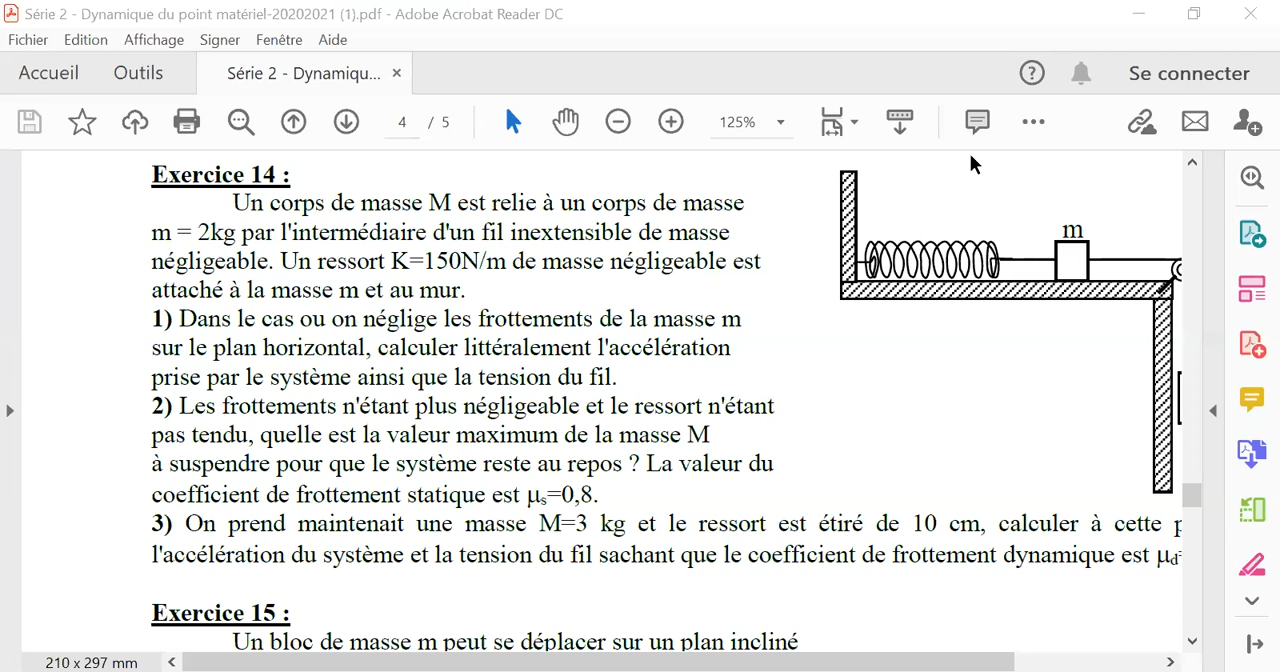 Série 2 - Dynamique du point matériel-20202021 (1).pdf - Adobe Acrobat Reader DC
Fichier Edition Affichage Signer Fenêtre Aide
Accueil Outils Série 2 - Dynamiqu... × Se connecter
4 / 5 125%
Exercice 14 :
Un corps de masse M est relie à un corps de masse
m = 2kg par l'intermédiaire d'un fil inextensible de masse
négligeable. Un ressort K=150N/m de masse négligeable est
attaché à la masse m et au mur.
1) Dans le cas ou on néglige les frottements de la masse m
sur le plan horizontal, calculer littéralement l'accélération
prise par le système ainsi que la tension du fil.
2) Les frottements n'étant plus négligeable et le ressort n'étant
pas tendu, quelle est la valeur maximum de la masse M
à suspendre pour que le système reste au repos ? La valeur du
coefficient de frottement statique est μs=0,8.
3) On prend maintenait une masse M=3 kg et le ressort est étiré de 10 cm, calculer à cette
l'accélération du système et la tension du fil sachant que le coefficient de frottement dynamique est μd
m
Exercice 15 :
Un bloc de masse m peut se déplacer sur un plan incliné
210 x 297 mm